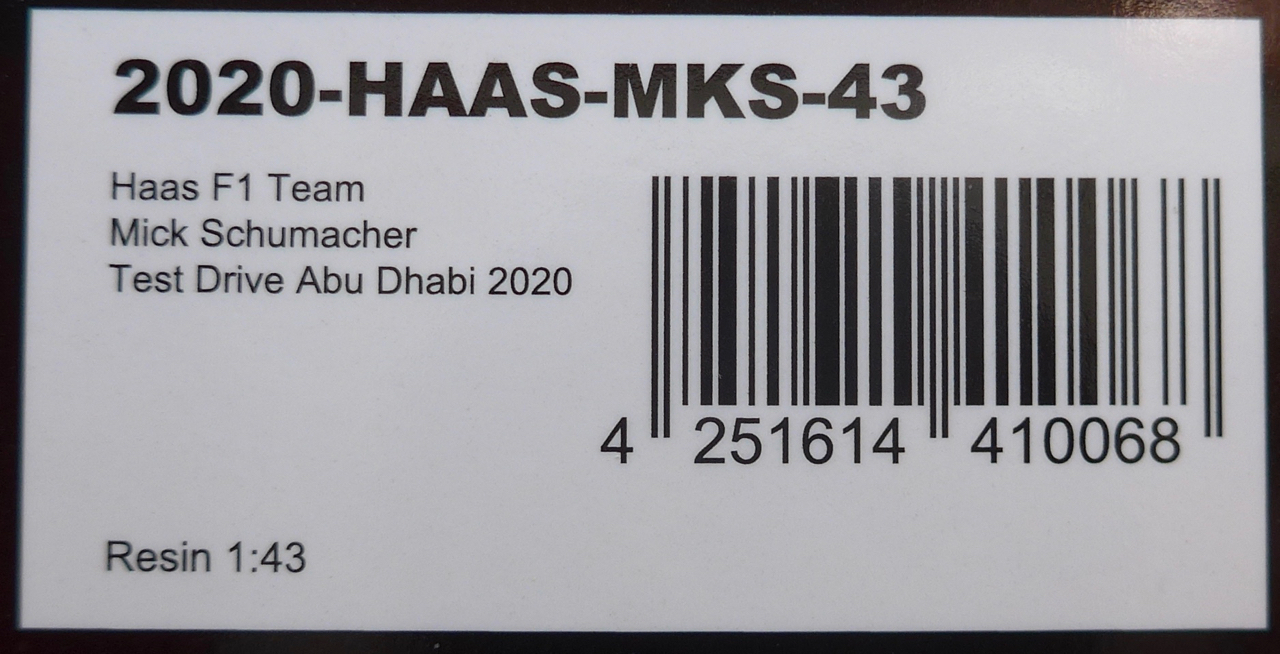 2020-HAAS-MKS-43
Haas F1 Team
Mick Schumacher
Test Drive Abu Dhabi 2020
4 251614 410068
Resin 1:43